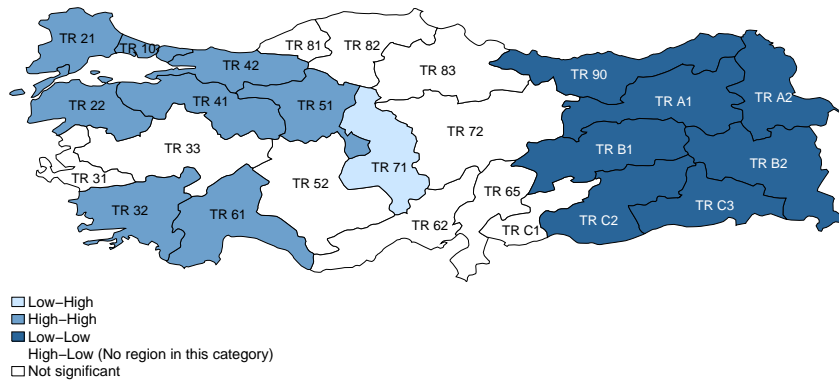 TR 21
TR 10
TR 81
TR 82
TR 42
TR 83
TR 90
TR 22
TR 41
TR 51
TR A1
TR A2
TR 33
TR 72
TR B1
TR B2
TR 31
TR 52
TR 71
TR 65
TR 32
TR 61
TR 62
TR C1
TR C2
TR C3
Low−High
High−High
Low−Low
High−Low (No region in this category)
Not significant